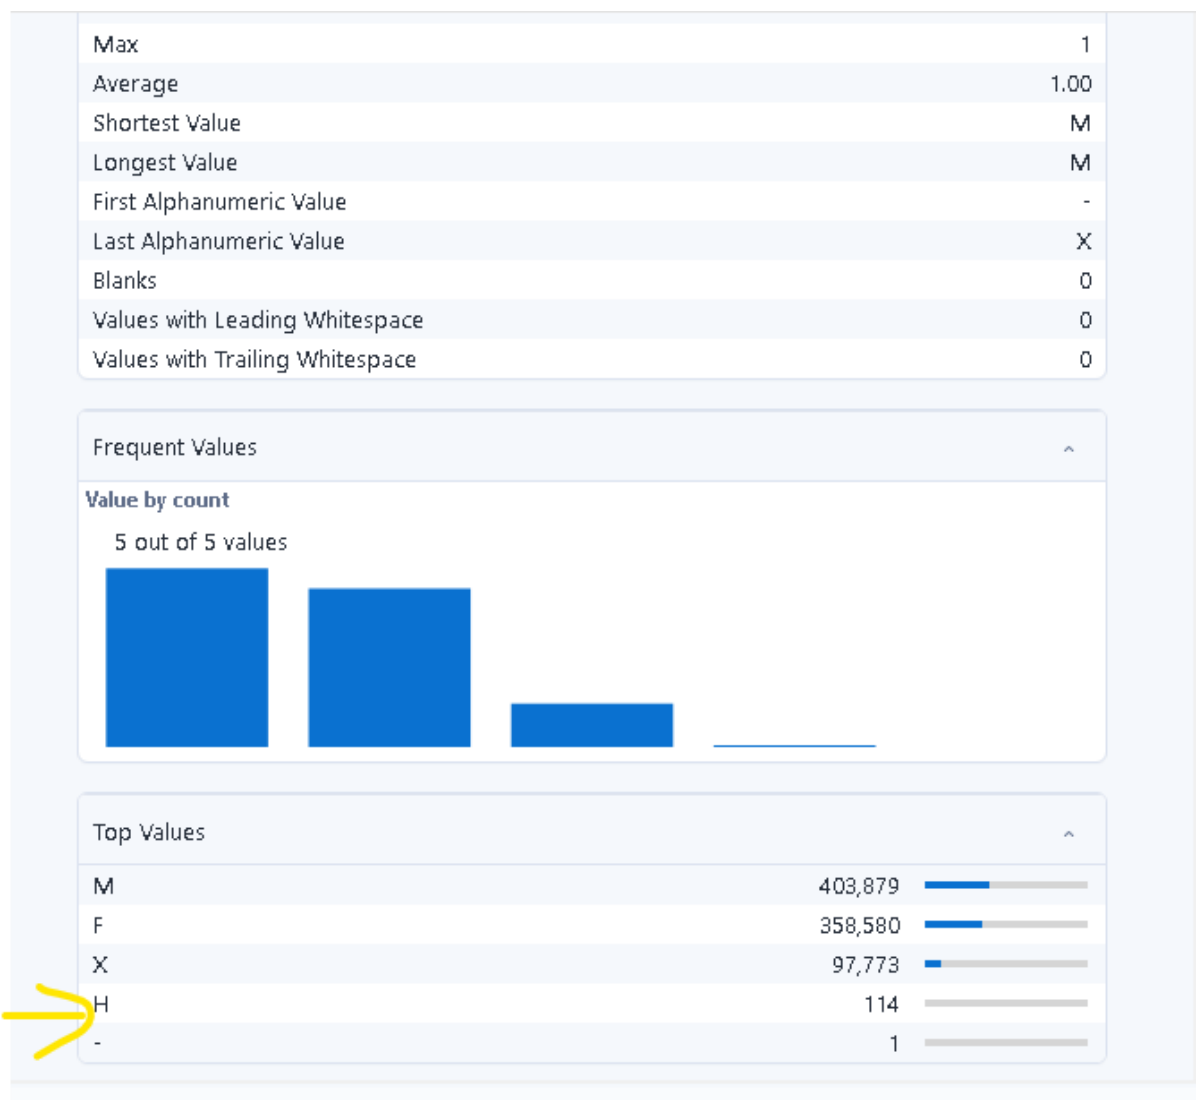 Max 1
Average 1.00
Shortest Value M
Longest Value M
First Alphanumeric Value -
Last Alphanumeric Value X
Blanks 0
Values with Leading Whitespace 0
Values with Trailing Whitespace 0
Frequent Values
Value by count
5 out of 5 values
Top Values
M 403,879
F 358,580
X 97,773
H 114
- 1